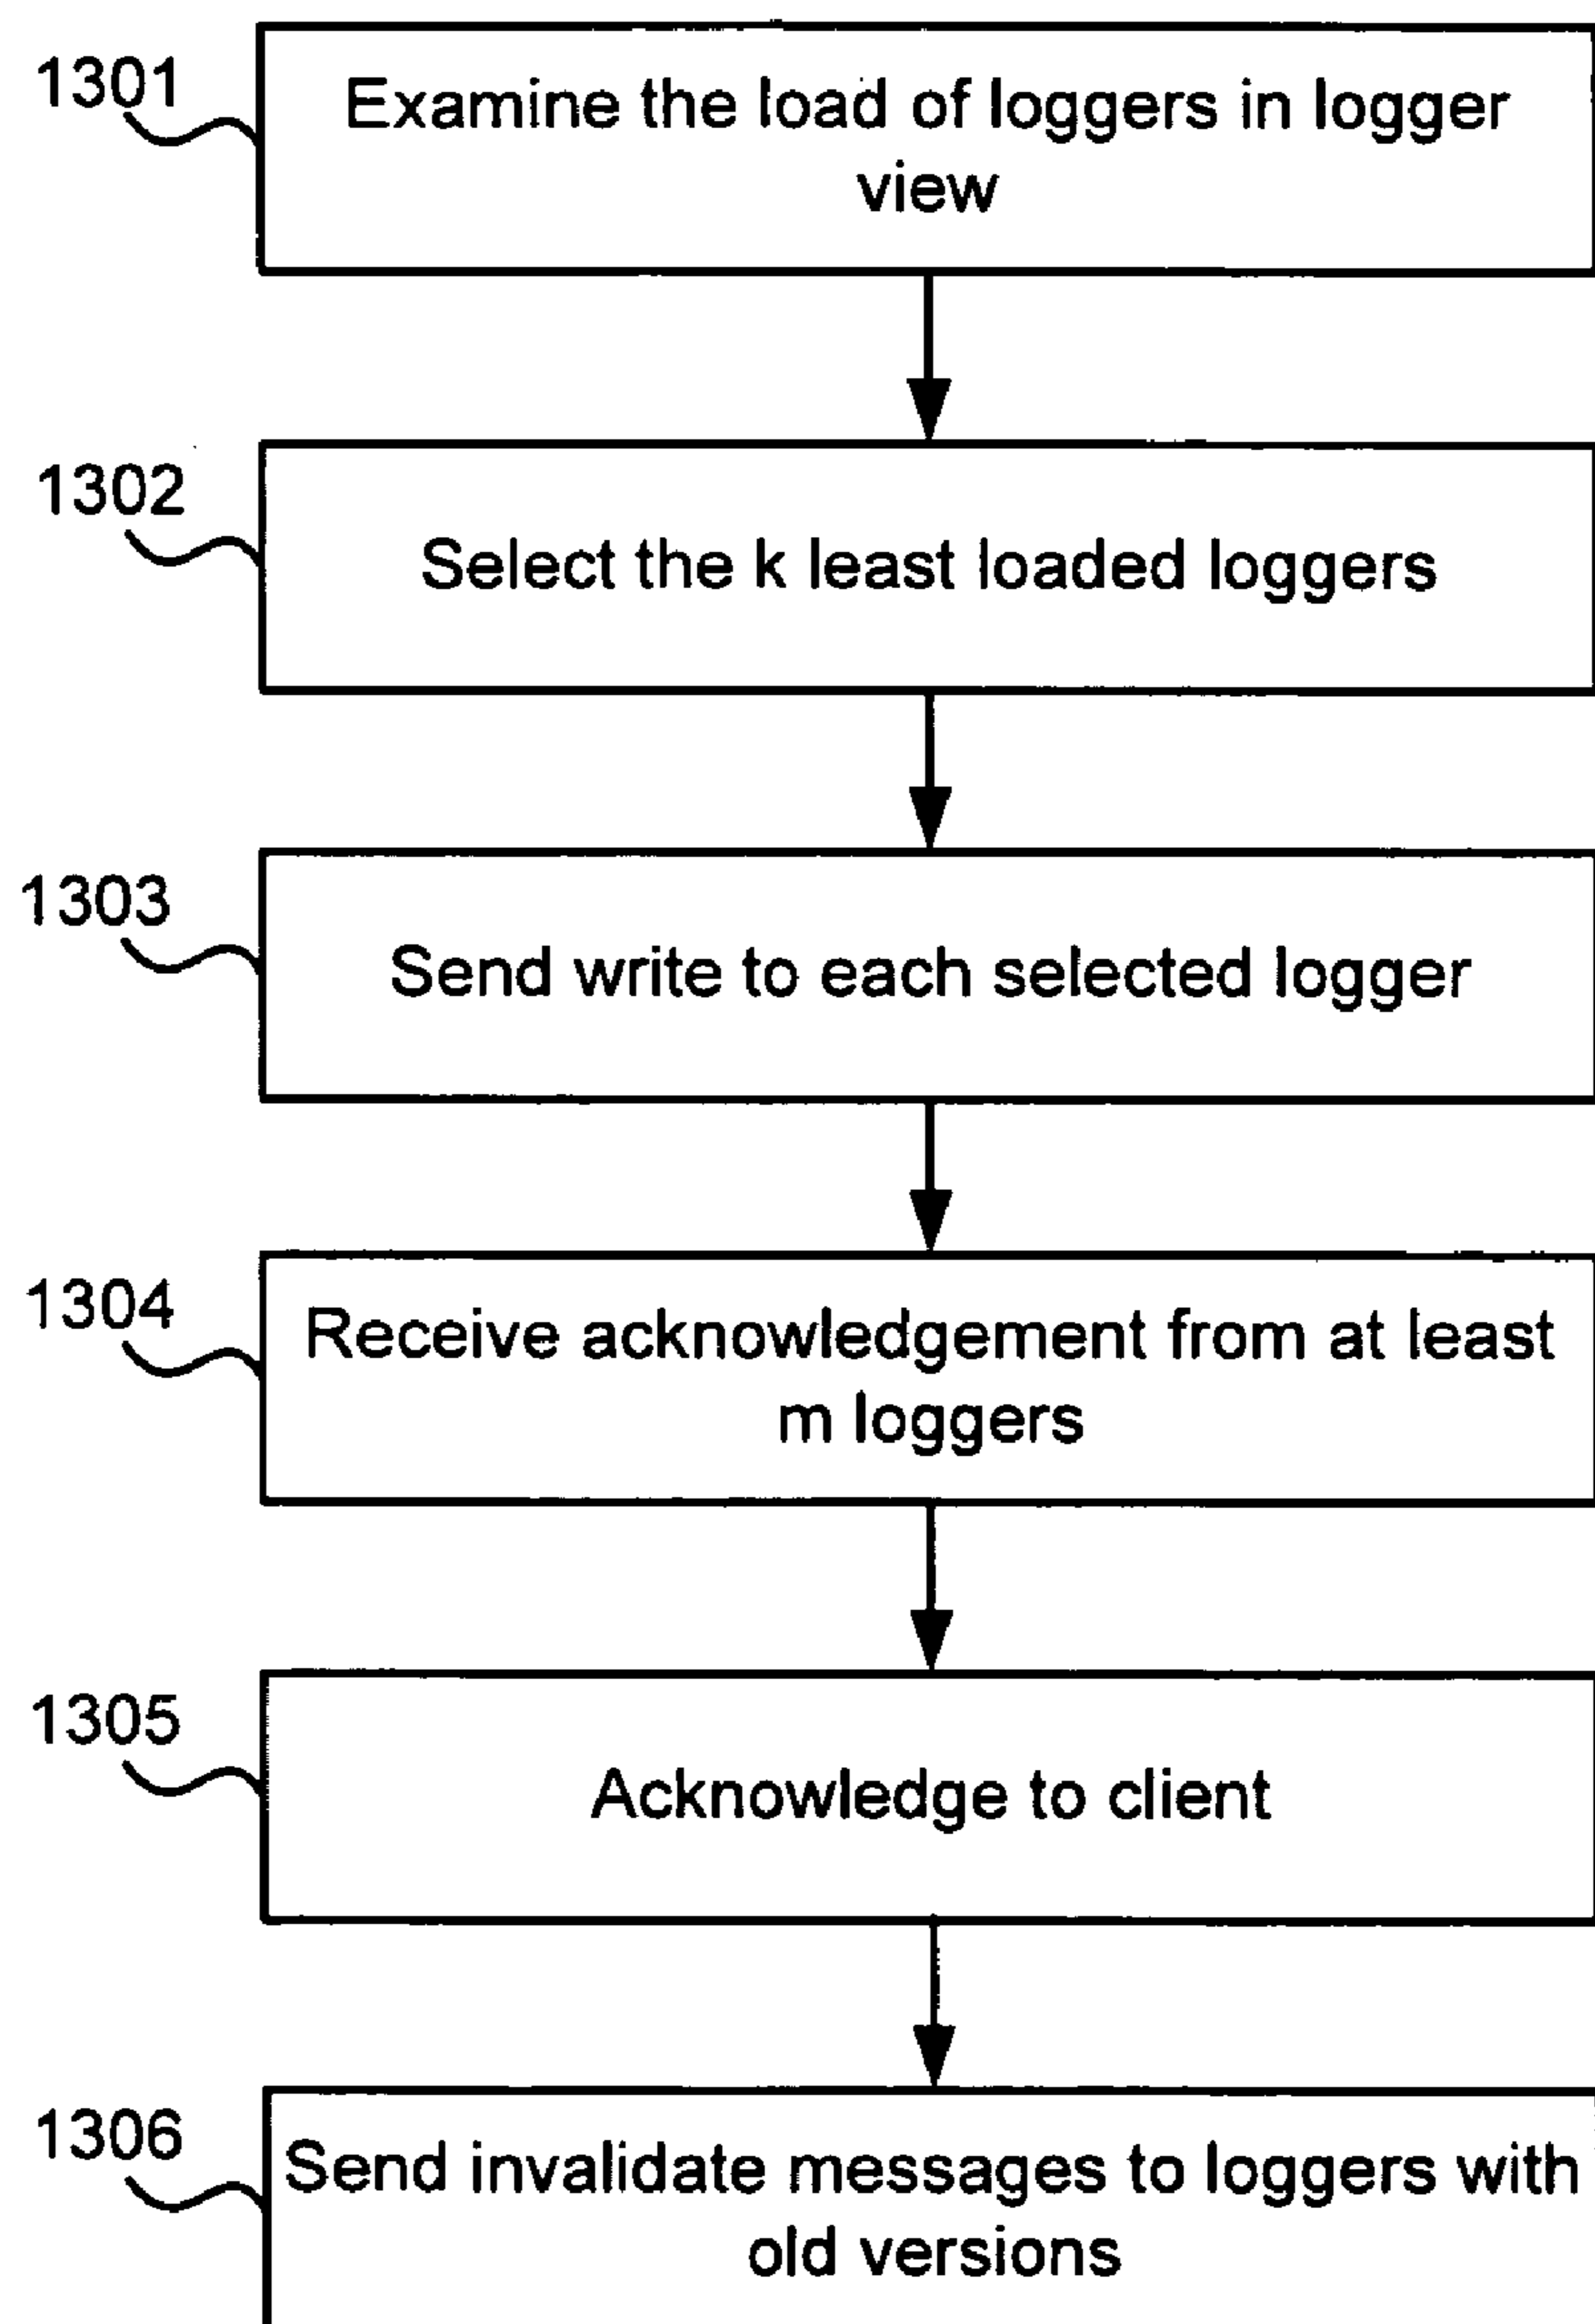 1301
Examine the load of loggers in logger
view
1302
Select the k least loaded loggers
1303
Send write to each selected logger
1304
Receive acknowledgement from at least
m loggers
1305
Acknowledge to client
1306
Send invalidate messages to loggers with
old versions